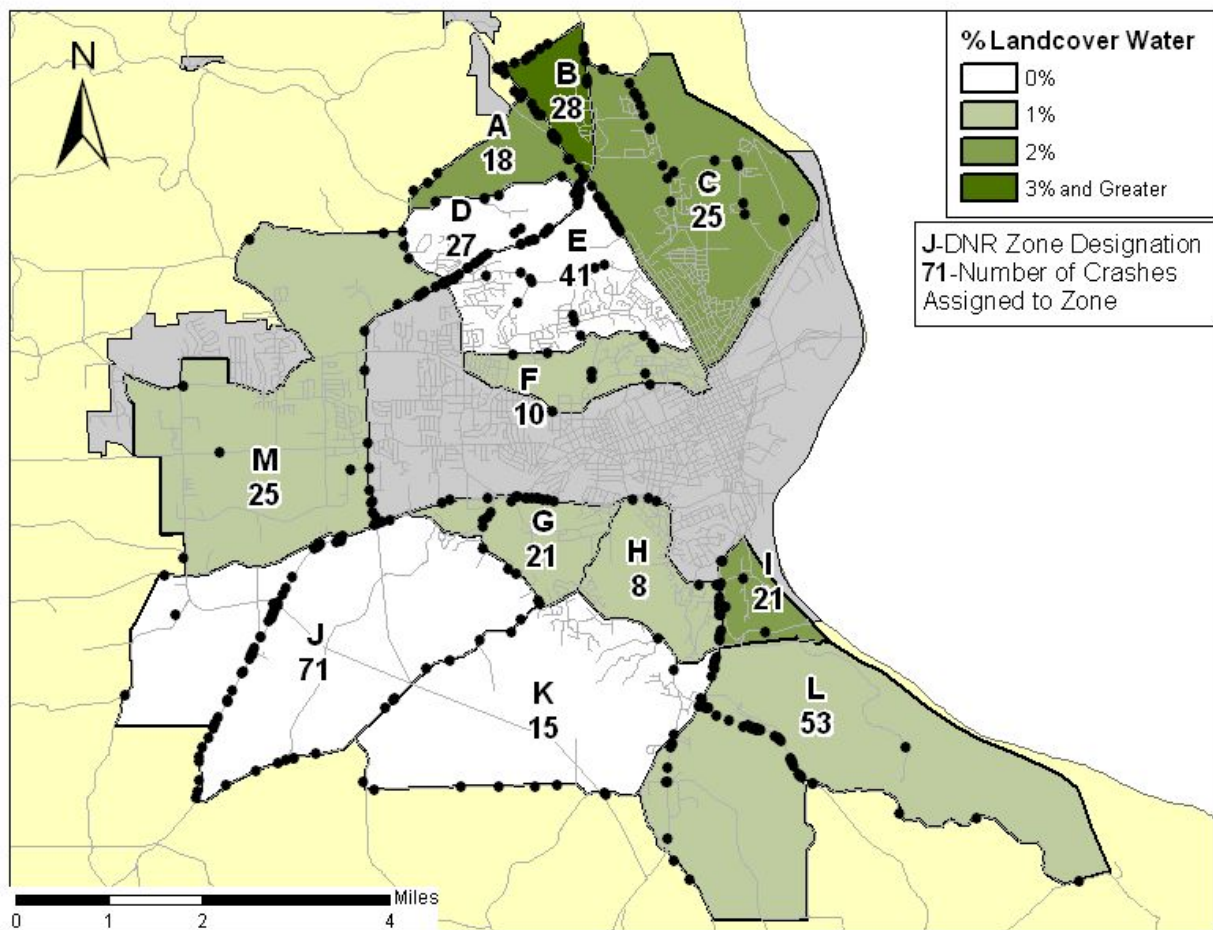 N
% Landcover Water
0%
1%
2%
3% and Greater
J-DNR Zone Designation
71-Number of Crashes
Assigned to Zone
B
28
A
18
C
25
D
27
E
41
F
10
M
25
G
21
H
8
I
21
J
71
K
15
L
53
Miles
0 1 2 4